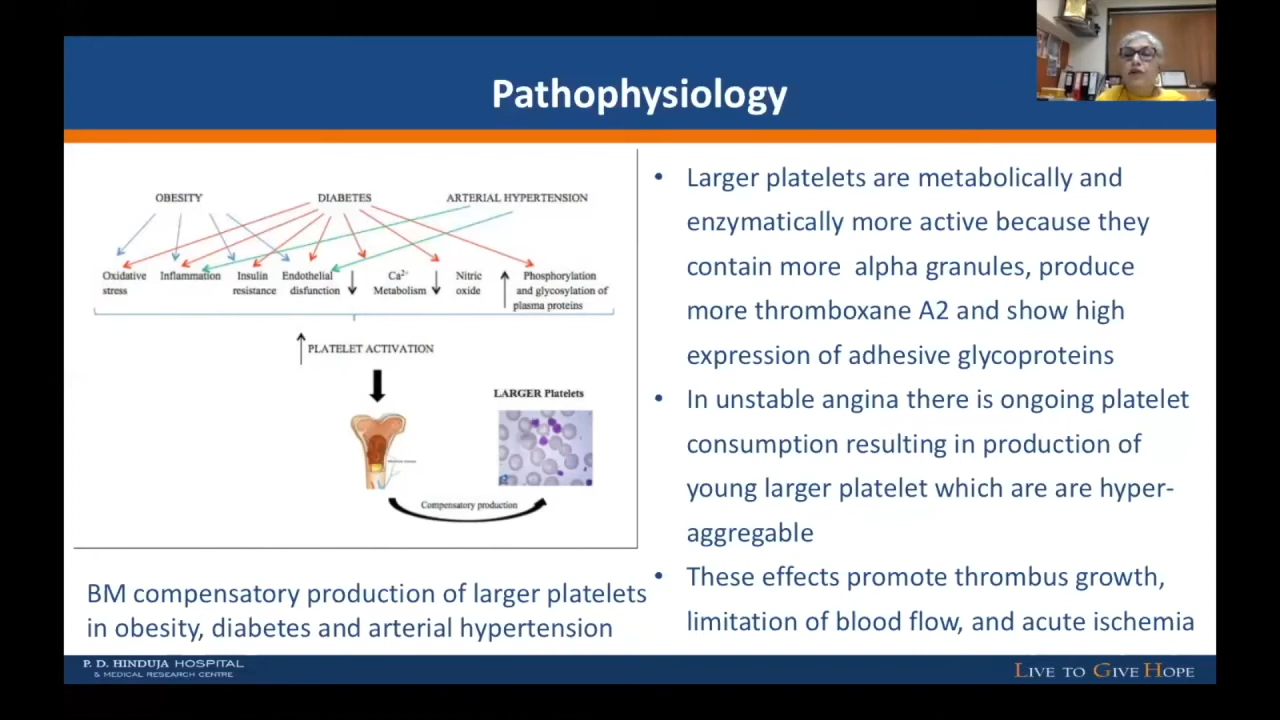 Pathophysiology
OBESITY DIABETES ARTERIAL HYPERTENSION
Oxidative stress
Inflammation
Insulin resistance
Endothelial disfunction
Ca2+ Metabolism
Nitric oxide
Phosphorylation and glycosylation of plasma proteins
PLATELET ACTIVATION
LARGER Platelets
Compensatory production
BM compensatory production of larger platelets
in obesity, diabetes and arterial hypertension
• Larger platelets are metabolically and
enzymatically more active because they
contain more alpha granules, produce
more thromboxane A2 and show high
expression of adhesive glycoproteins
• In unstable angina there is ongoing platelet
consumption resulting in production of
young larger platelet which are are hyper-
aggregable
• These effects promote thrombus growth,
limitation of blood flow, and acute ischemia
P. D. HINDUJA HOSPITAL
& MEDICAL RESEARCH CENTRE
LIVE TO GIVE HOPE